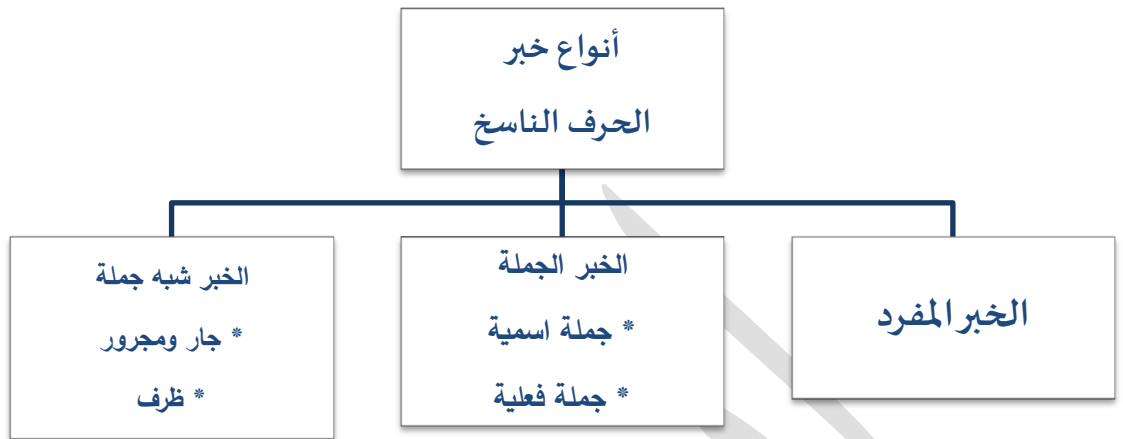 أنواع خبر
الحرف الناسخ
الخبر المفرد
الخبر الجملة
* جملة اسمية
* جملة فعلية
الخبر شبه جملة
* جار ومجرور
* ظرف